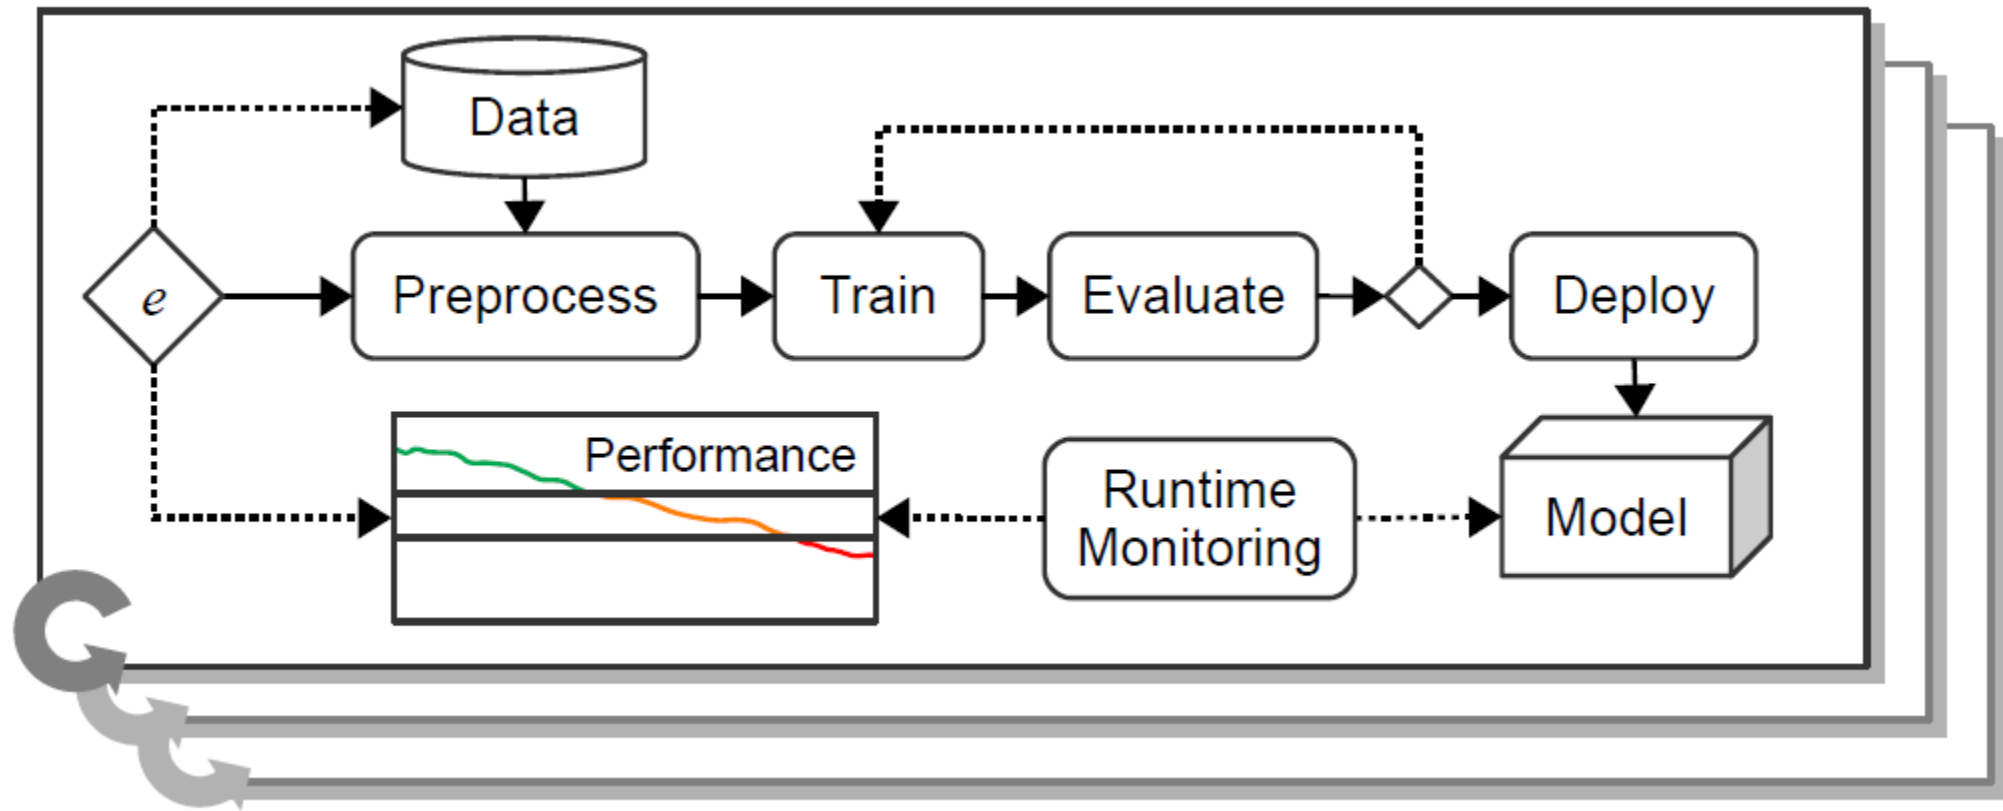 Data
e
Preprocess
Train
Evaluate
Deploy
Performance
Runtime
Monitoring
Model